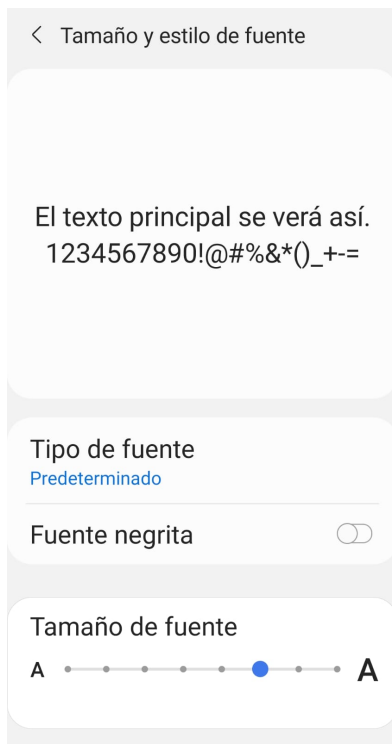 Tamaño y estilo de fuente
El texto principal se verá así.
1234567890!@#%&*()_+-=
Tipo de fuente
Predeterminado
Fuente negrita
Tamaño de fuente
A A